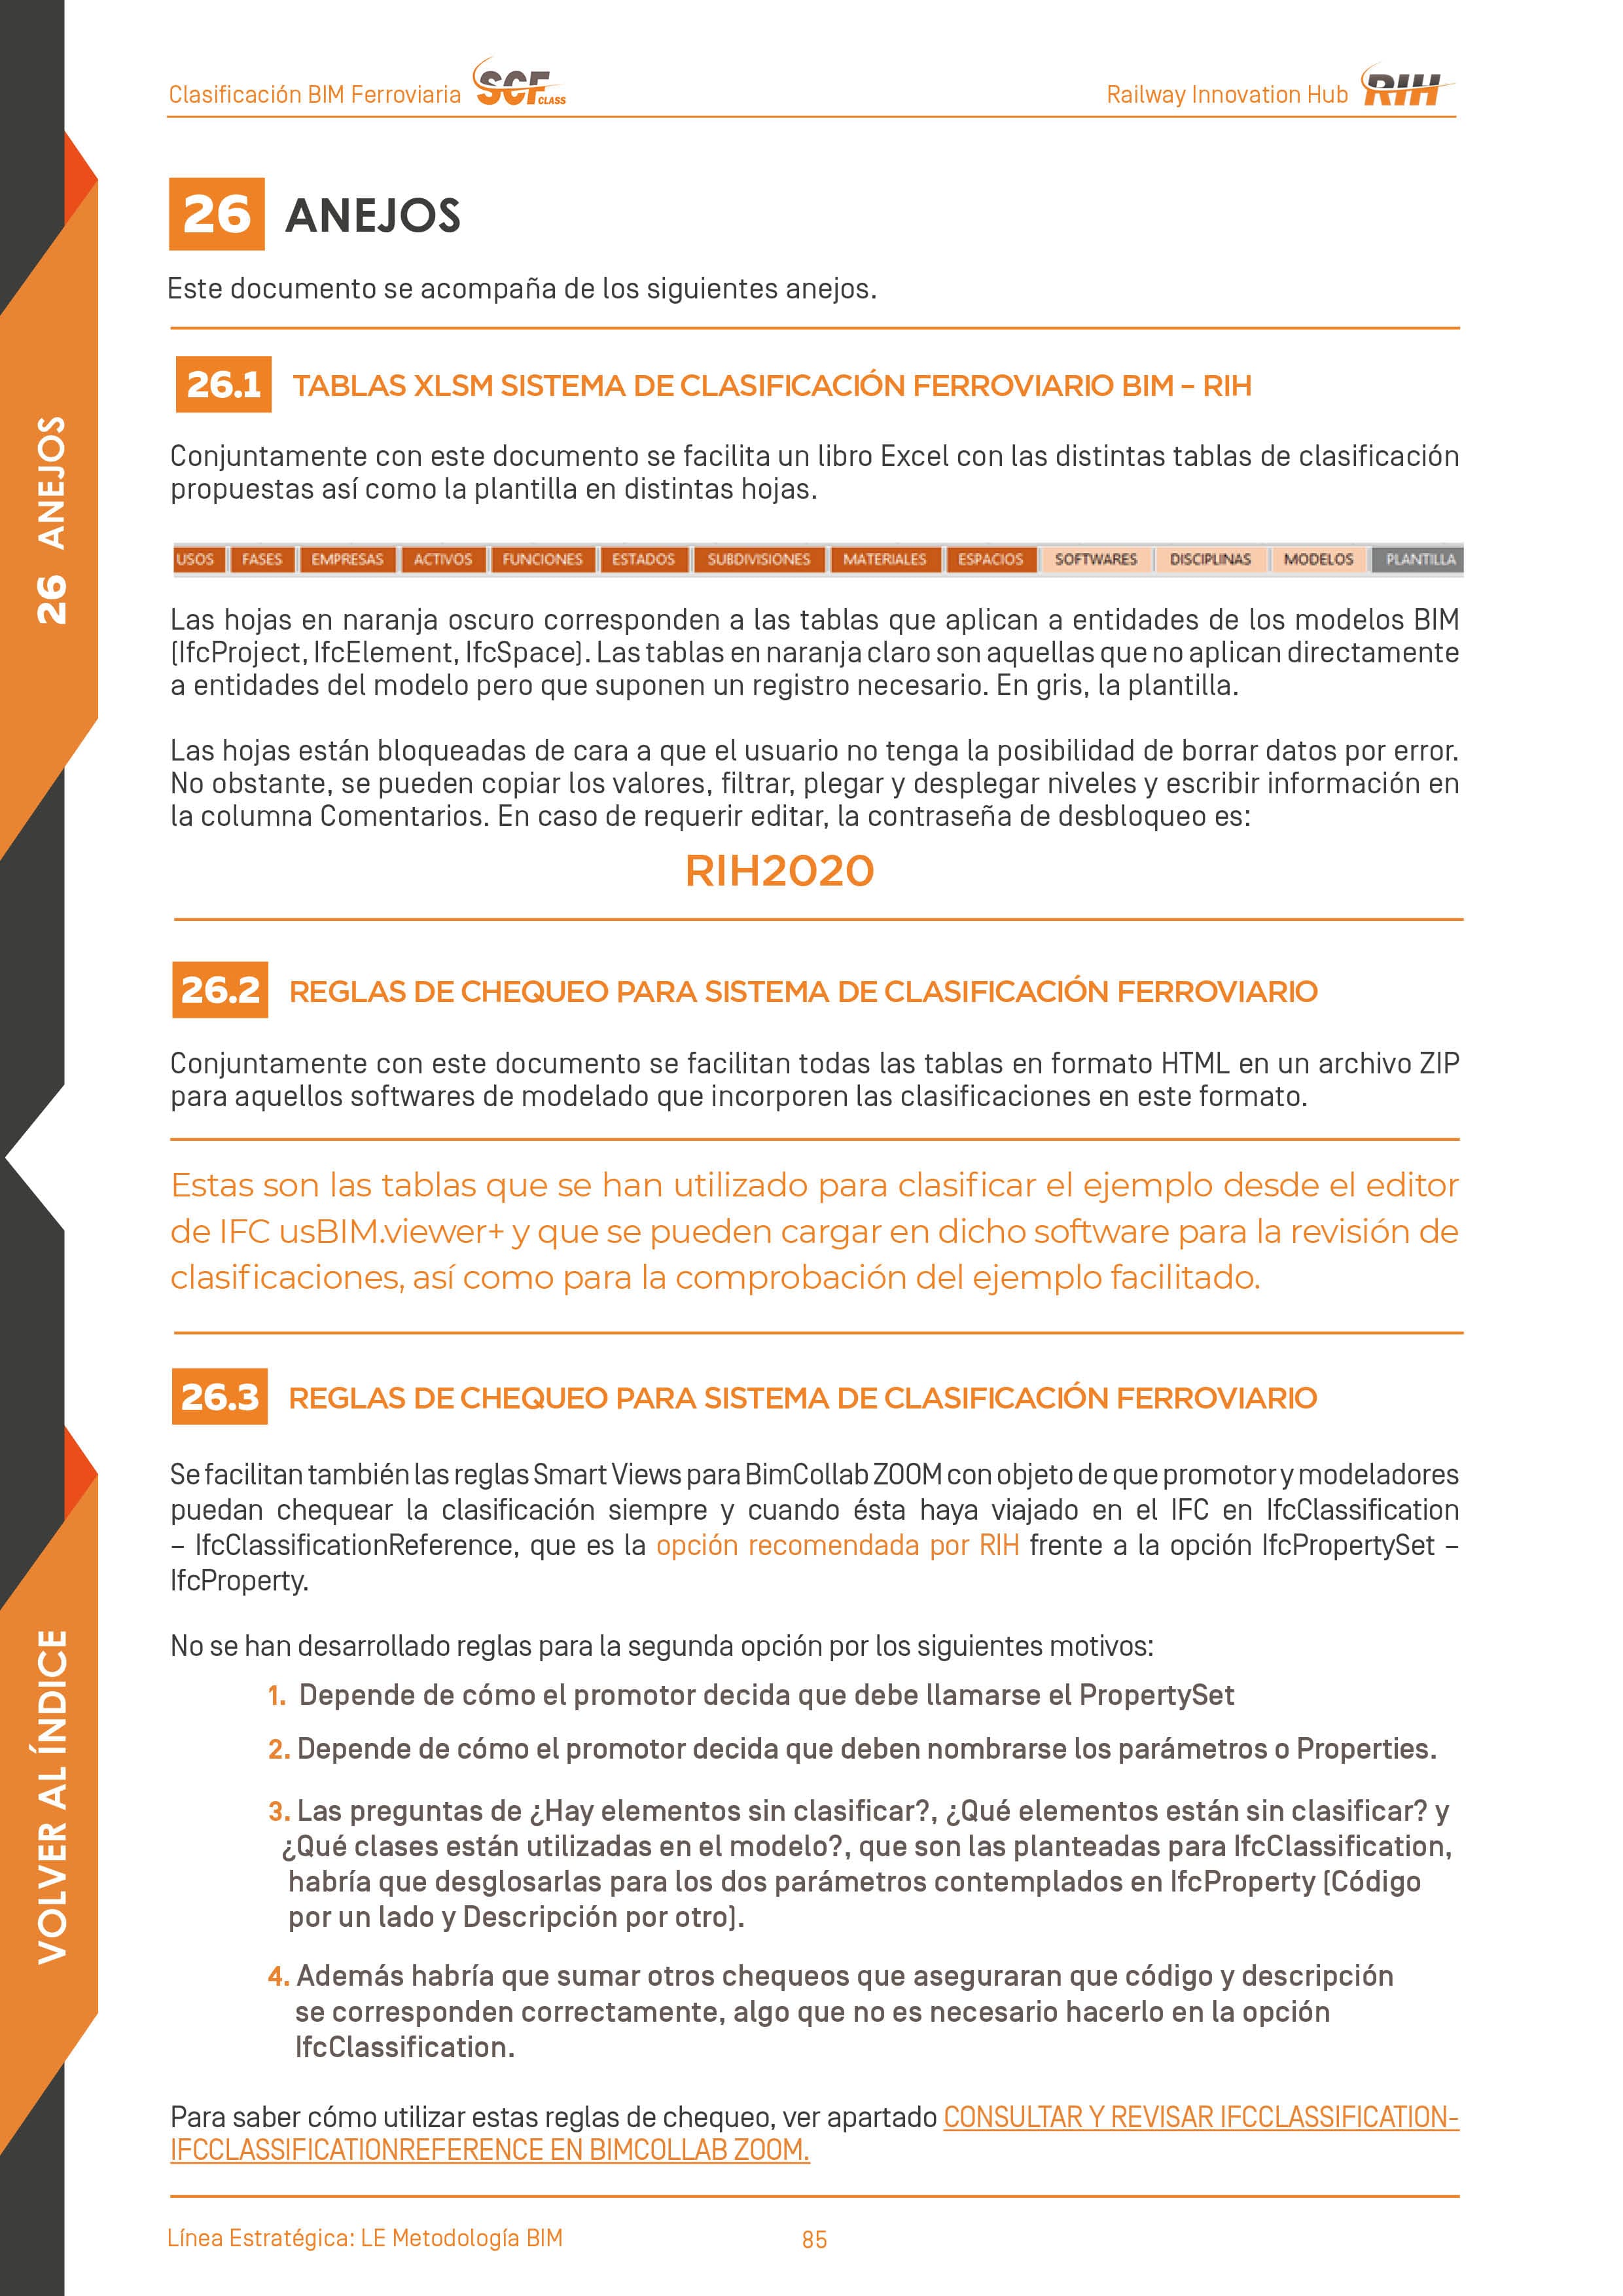 Clasificación BIM Ferroviaria SCF CLASS
Railway Innovation Hub RIH
26 ANEJOS
Este documento se acompaña de los siguientes anejos.
26.1 TABLAS XLSM SISTEMA DE CLASIFICACIÓN FERROVIARIO BIM – RIH
Conjuntamente con este documento se facilita un libro Excel con las distintas tablas de clasificación
propuestas así como la plantilla en distintas hojas.
USOS FASES EMPRESAS ACTIVOS FUNCIONES ESTADOS SUBDIVISIONES MATERIALES ESPACIOS SOFTWARES DISCIPLINAS MODELOS PLANTILLA
Las hojas en naranja oscuro corresponden a las tablas que aplican a entidades de los modelos BIM
(IfcProject, IfcElement, IfcSpace). Las tablas en naranja claro son aquellas que no aplican directamente
a entidades del modelo pero que suponen un registro necesario. En gris, la plantilla.
Las hojas están bloqueadas de cara a que el usuario no tenga la posibilidad de borrar datos por error.
No obstante, se pueden copiar los valores, filtrar, plegar y desplegar niveles y escribir información en
la columna Comentarios. En caso de requerir editar, la contraseña de desbloqueo es:
RIH2020
26.2 REGLAS DE CHEQUEO PARA SISTEMA DE CLASIFICACIÓN FERROVIARIO
Conjuntamente con este documento se facilitan todas las tablas en formato HTML en un archivo ZIP
para aquellos softwares de modelado que incorporen las clasificaciones en este formato.
Estas son las tablas que se han utilizado para clasificar el ejemplo desde el editor
de IFC usBIM.viewer+ y que se pueden cargar en dicho software para la revisión de
clasificaciones, así como para la comprobación del ejemplo facilitado.
26.3 REGLAS DE CHEQUEO PARA SISTEMA DE CLASIFICACIÓN FERROVIARIO
Se facilitan también las reglas Smart Views para BimCollab ZOOM con objeto de que promotor y modeladores
puedan chequear la clasificación siempre y cuando ésta haya viajado en el IFC en IfcClassification
– IfcClassificationReference, que es la opción recomendada por RIH frente a la opción IfcPropertySet –
IfcProperty.
No se han desarrollado reglas para la segunda opción por los siguientes motivos:
1. Depende de cómo el promotor decida que debe llamarse el PropertySet
2. Depende de cómo el promotor decida que deben nombrarse los parámetros o Properties.
3. Las preguntas de ¿Hay elementos sin clasificar?, ¿Qué elementos están sin clasificar? y
¿Qué clases están utilizadas en el modelo?, que son las planteadas para IfcClassification,
habría que desglosarlas para los dos parámetros contemplados en IfcProperty (Código
por un lado y Descripción por otro).
4. Además habría que sumar otros chequeos que aseguraran que código y descripción
se corresponden correctamente, algo que no es necesario hacerlo en la opción
IfcClassification.
Para saber cómo utilizar estas reglas de chequeo, ver apartado CONSULTAR Y REVISAR IFCCLASSIFICATION-
IFCCLASSIFICATIONREFERENCE EN BIMCOLLAB ZOOM.
Línea Estratégica: LE Metodología BIM
85
26 ANEJOS
VOLVER AL ÍNDICE